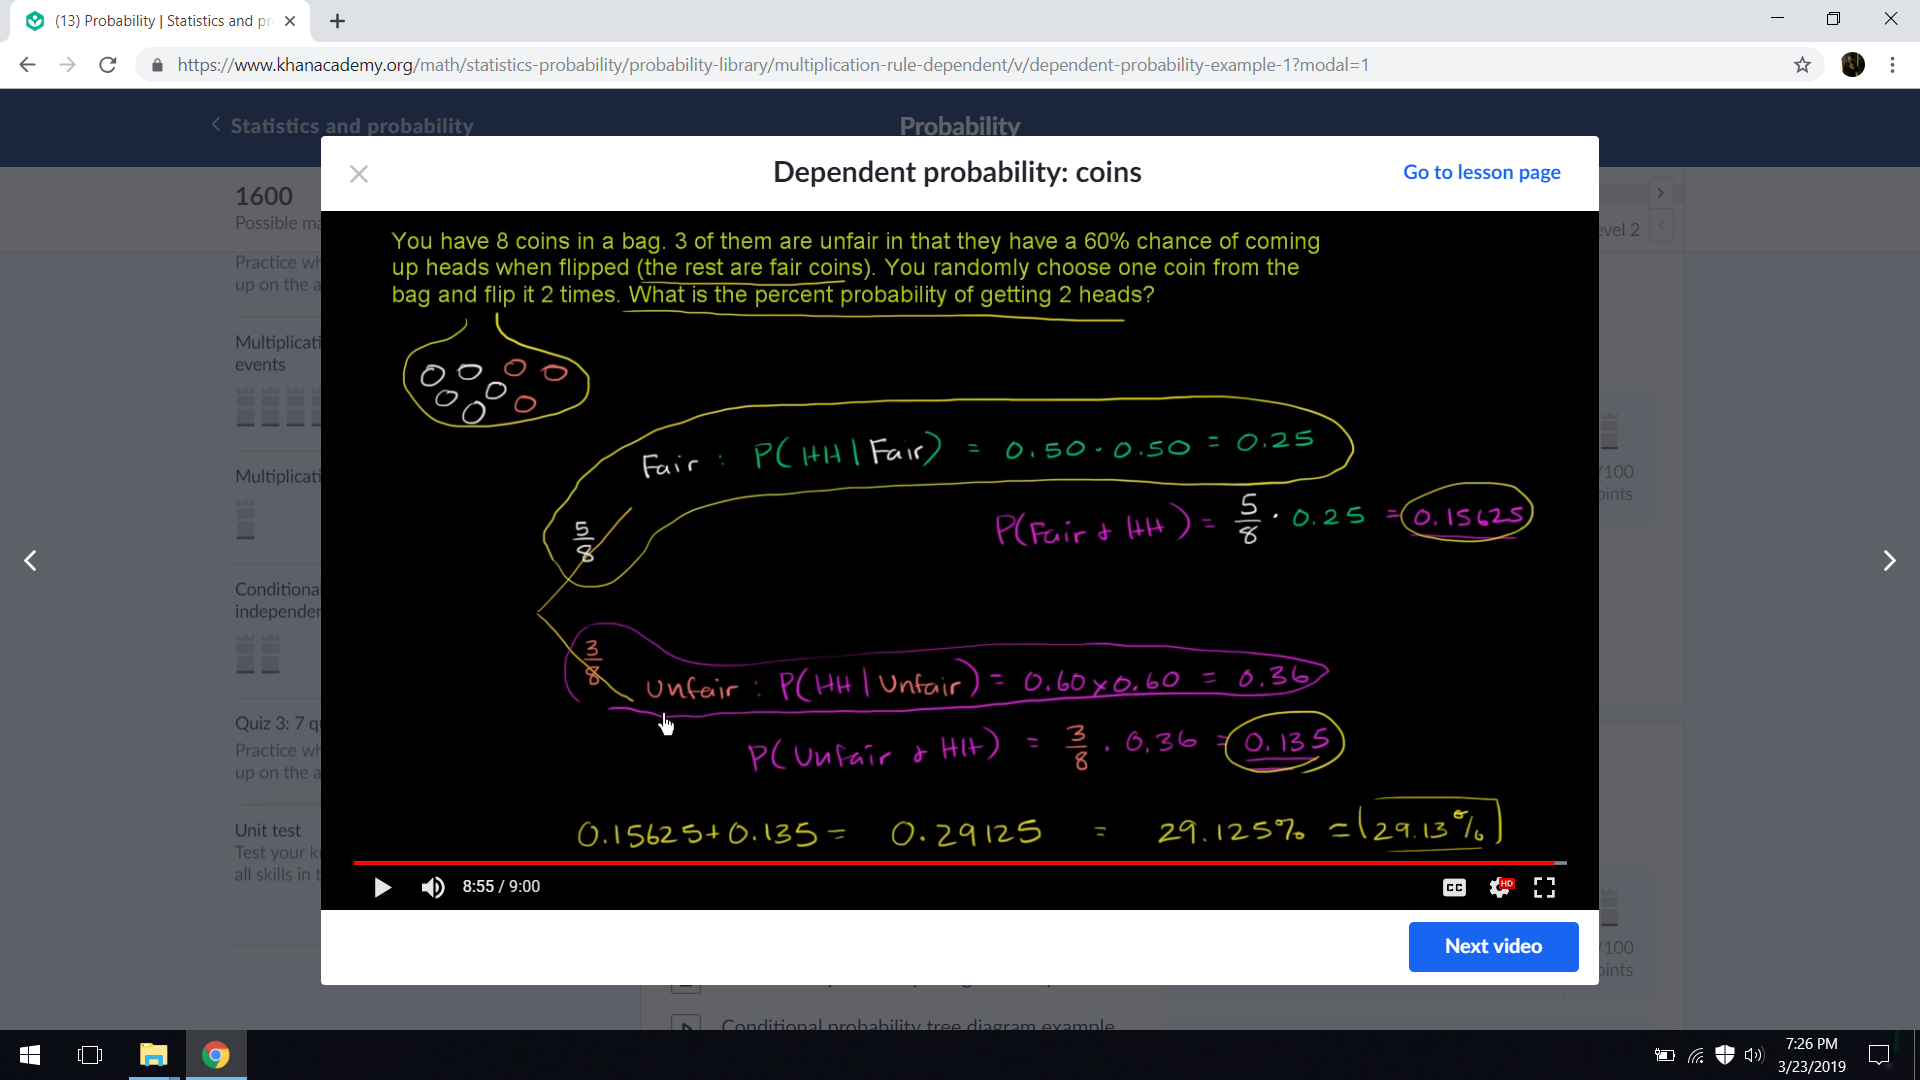 (13) Probability | Statistics and pr
https://www.khanacademy.org/math/statistics-probability/probability-library/multiplication-rule-dependent/v/dependent-probability-example-1?modal=1
Statistics and probability
Probability
Dependent probability: coins
Go to lesson page
1600
Possible ma
evel 2
Practice wh
up on the a
Multiplicati
events
Multiplicati
Conditiona
independen
Quiz 3: 7 qu
Practice wh
up on the a
Unit test
Test your k
all skills in t
You have 8 coins in a bag. 3 of them are unfair in that they have a 60% chance of coming
up heads when flipped (the rest are fair coins). You randomly choose one coin from the
bag and flip it 2 times. What is the percent probability of getting 2 heads?
Fair : P(HH | Fair) = 0.50 · 0.50 = 0.25
5/8
P(Fair & HH) = 5/8 · 0.25 = 0.15625
3/8
Unfair : P(HH | Unfair) = 0.60 x 0.60 = 0.36
P(Unfair & HH) = 3/8 · 0.36 = 0.135
0.15625 + 0.135 = 0.29125 = 29.125% = 29.13%
8:55 / 9:00
CC
HD
/100
oints
/100
oints
Next video
Conditional probability tree diagram example
7:26 PM
3/23/2019